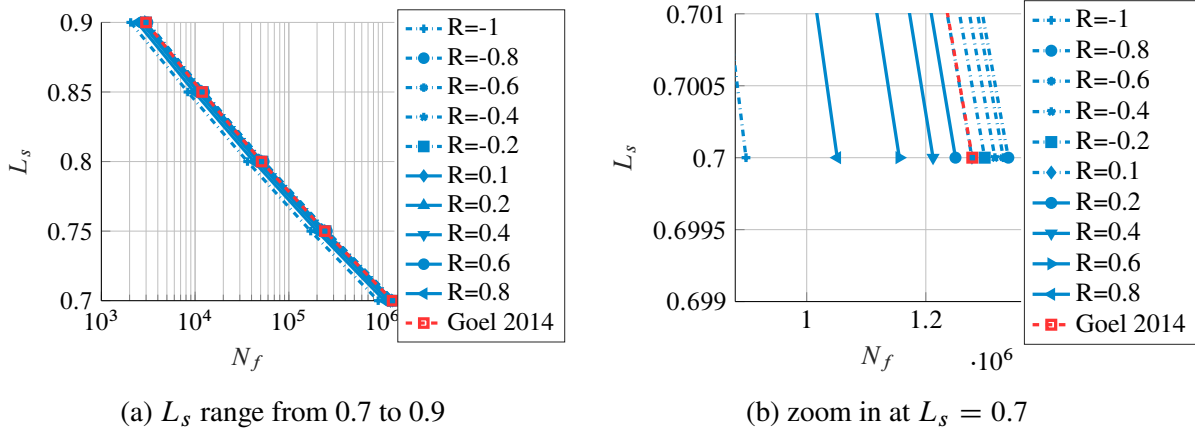 0.9
0.85
0.8
0.75
0.7
L_s
10^3
10^4
10^5
10^6
N_f
R=-1
R=-0.8
R=-0.6
R=-0.4
R=-0.2
R=0.1
R=0.2
R=0.4
R=0.6
R=0.8
Goel 2014
(a) L_s range from 0.7 to 0.9
0.701
0.7005
0.7
0.6995
0.699
L_s
1
1.2
N_f
·10^6
R=-1
R=-0.8
R=-0.6
R=-0.4
R=-0.2
R=0.1
R=0.2
R=0.4
R=0.6
R=0.8
Goel 2014
(b) zoom in at L_s = 0.7